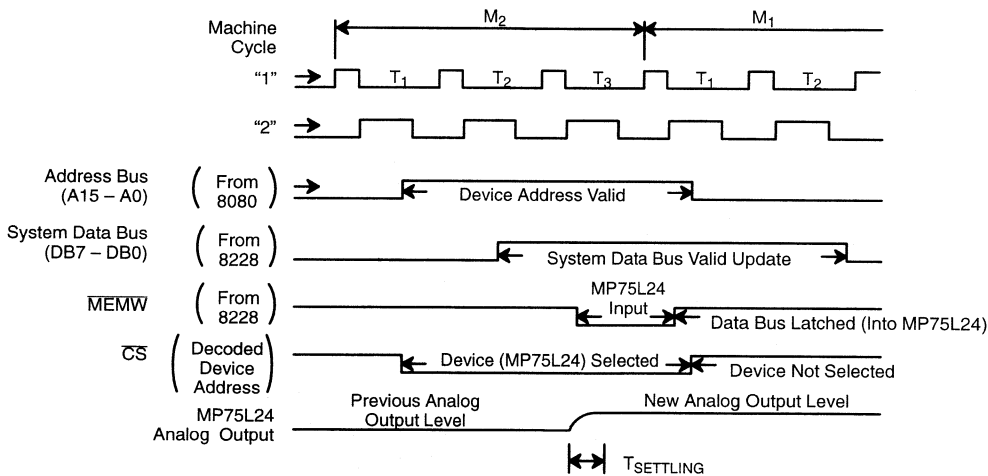 Machine Cycle
M2
M1
"1"
T1
T2
T3
T1
T2
"2"
Address Bus
(A15 – A0)
( From 8080 )
Device Address Valid
System Data Bus
(DB7 – DB0)
( From 8228 )
System Data Bus Valid Update
MEMW
( From 8228 )
MP75L24
Input
Data Bus Latched (Into MP75L24)
CS
( Decoded Device Address )
Device (MP75L24) Selected
Device Not Selected
MP75L24
Analog Output
Previous Analog
Output Level
New Analog Output Level
TSETTLING